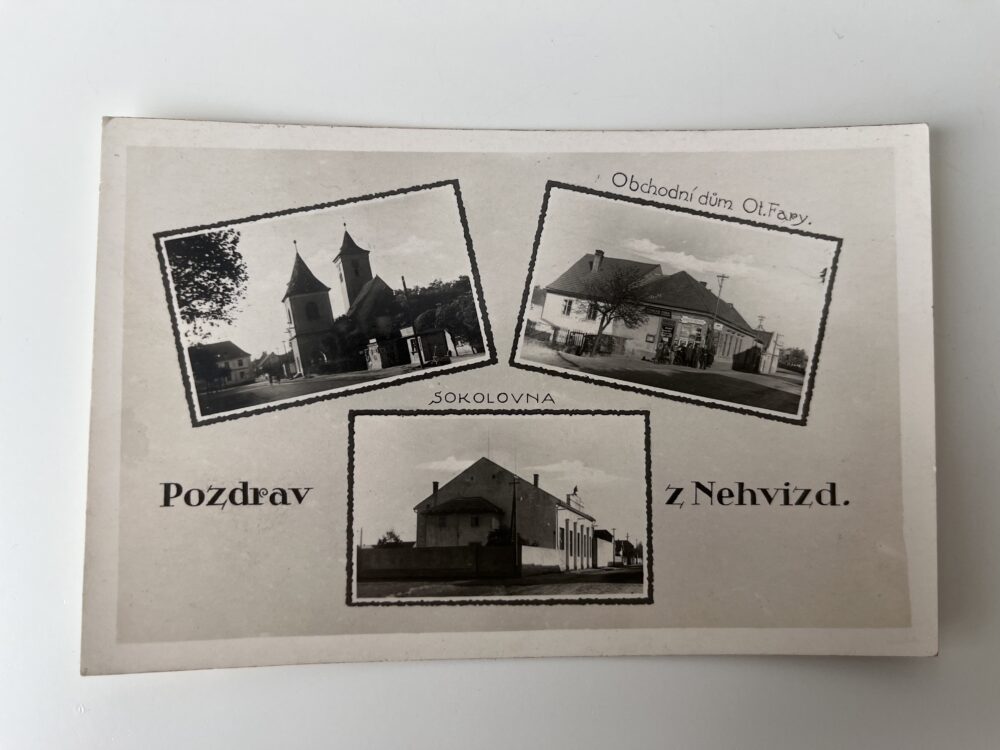 Obchodní dům Ot. Fary.
SOKOLOVNA
Pozdrav z Nehvizd.